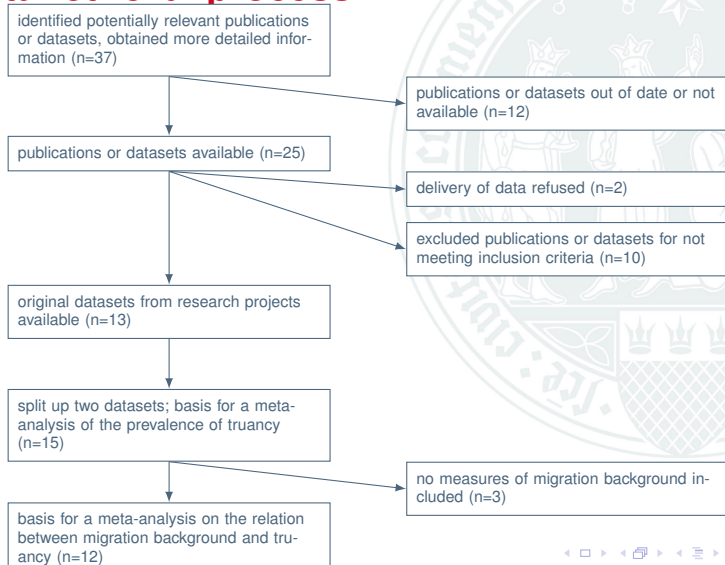 identified potentially relevant publications
or datasets, obtained more detailed infor-
mation (n=37)
publications or datasets out of date or not
available (n=12)
publications or datasets available (n=25)
delivery of data refused (n=2)
excluded publications or datasets for not
meeting inclusion criteria (n=10)
original datasets from research projects
available (n=13)
split up two datasets; basis for a meta-
analysis of the prevalence of truancy
(n=15)
no measures of migration background in-
cluded (n=3)
basis for a meta-analysis on the relation
between migration background and tru-
ancy (n=12)